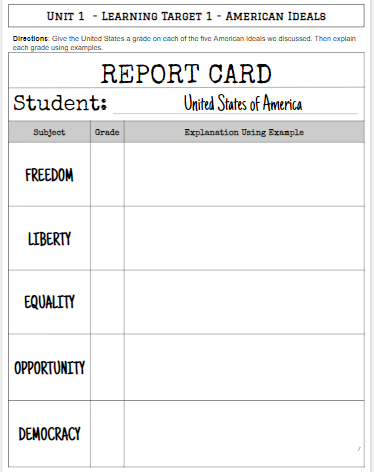 Unit 1 - Learning Target 1 - American Ideals
Directions: Give the United States a grade on each of the five American Ideals we discussed. Then explain
each grade using examples.
REPORT CARD
Student: United States of America
Subject Grade Explanation Using Example
FREEDOM
LIBERTY
EQUALITY
OPPORTUNITY
DEMOCRACY